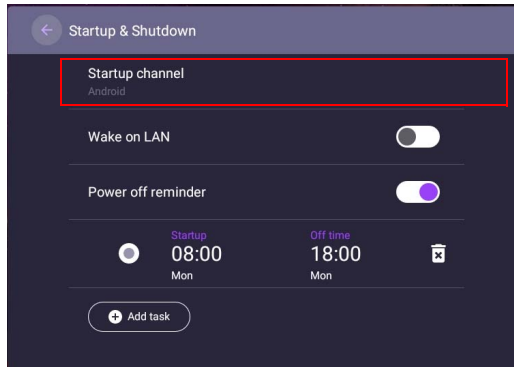 Startup & Shutdown
Startup channel
Android
Wake on LAN
Power off reminder
Startup Off time
08:00 18:00
Mon Mon
Add task